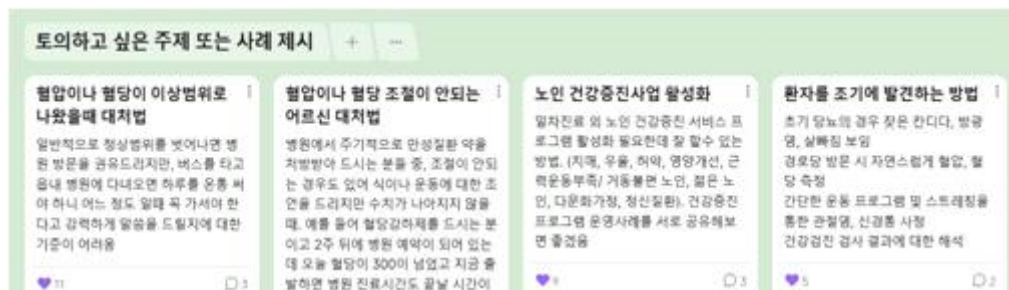 토의하고 싶은 주제 또는 사례 제시
혈압이나 혈당이 이상범위로
나왔을때 대처법
일반적으로 정상범위를 벗어나면 병
원 방문을 권유드리지만, 버스를 타고
읍내 병원에 다녀오면 하루를 온통 써
야 하니 어느 정도 일때 꼭 가셔야 한
다고 강력하게 말씀을 드릴지에 대한
기준이 어려움
11
3
혈압이나 혈당 조절이 안되는
어르신 대처법
병원에서 주기적으로 만성질환 약을
처방받아 드시는 분들 중, 조절이 안되
는 경우도 있어 식이나 운동에 대한 조
언을 드리지만 수치가 나아지지 않을
때. 예를 들어 혈당강하제를 드시는 분
이고 2주 뒤에 병원 예약이 되어 있는
데 오늘 혈당이 300이 넘었고 지금 출
발하면 병원 진료시간도 끝날 시간이
노인 건강증진사업 활성화
일차진료 외 노인 건강증진 서비스 프
로그램 활성화 필요한데 잘 할수 있는
방법. (치매, 우울, 허약, 영양개선, 근
력운동부족/ 거동불편 노인, 젊은 노
인, 다문화가정, 정신질환). 건강증진
프로그램 운영사례를 서로 공유해보
면 좋겠음
3
환자를 조기에 발견하는 방법
초기 당뇨의 경우 잦은 칸디다, 방광
염, 살빠짐 보임
경로당 방문 시 자연스럽게 혈압, 혈
당 측정
간단한 운동 프로그램 및 스트레칭을
통한 관절염, 신경통 사정
건강검진 검사 결과에 대한 해석
5
2